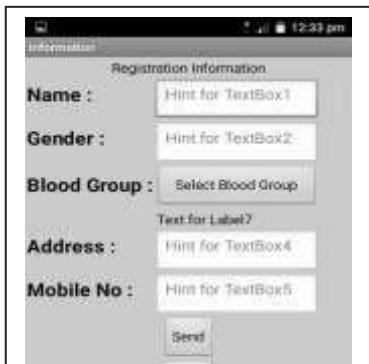 12:33 pm
Information
Registration Information
Name : Hint for TextBox1
Gender : Hint for TextBox2
Blood Group : Select Blood Group
Text for Label7
Address : Hint for TextBox4
Mobile No : Hint for TextBox5
Send